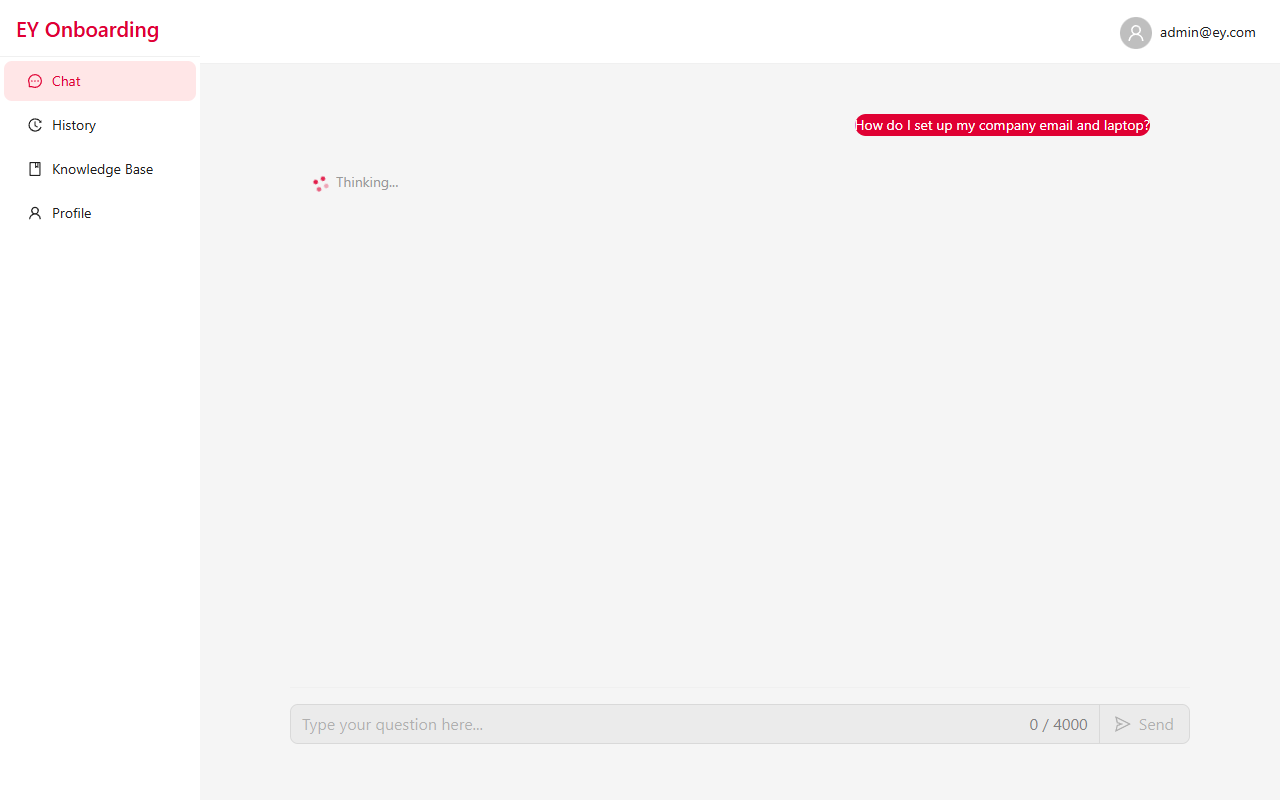 EY Onboarding
admin@ey.com
Chat
History
Knowledge Base
Profile
How do I set up my company email and laptop?
Thinking...
Type your question here...
0 / 4000
Send